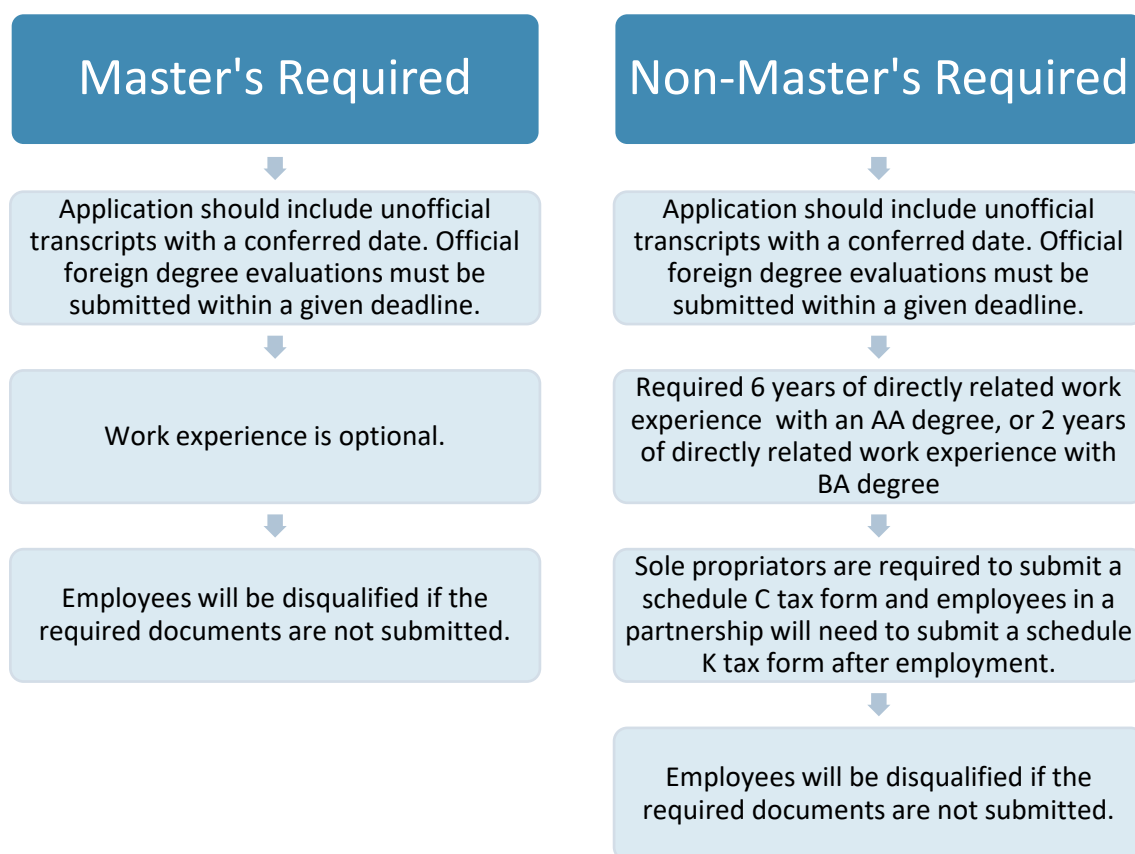 Master's Required
Application should include unofficial
transcripts with a conferred date. Official
foreign degree evaluations must be
submitted within a given deadline.
Work experience is optional.
Employees will be disqualified if the
required documents are not submitted.
Non-Master's Required
Application should include unofficial
transcripts with a conferred date. Official
foreign degree evaluations must be
submitted within a given deadline.
Required 6 years of directly related work
experience  with an AA degree, or 2 years
of directly related work experience with
BA degree
Sole propriators are required to submit a
schedule C tax form and employees in a
partnership will need to submit a schedule
K tax form after employment.
Employees will be disqualified if the
required documents are not submitted.